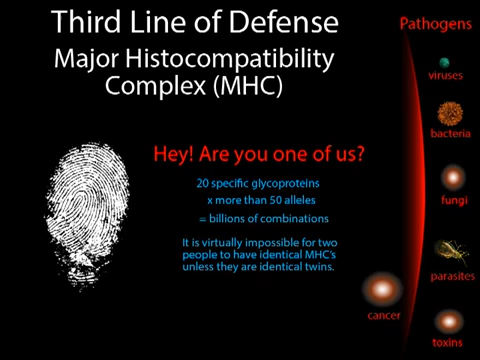 Third Line of Defense
Major Histocompatibility
Complex (MHC)
Hey! Are you one of us?
20 specific glycoproteins
x more than 50 alleles
= billions of combinations
It is virtually impossible for two
people to have identical MHC's
unless they are identical twins.
Pathogens
viruses
bacteria
fungi
parasites
cancer
toxins